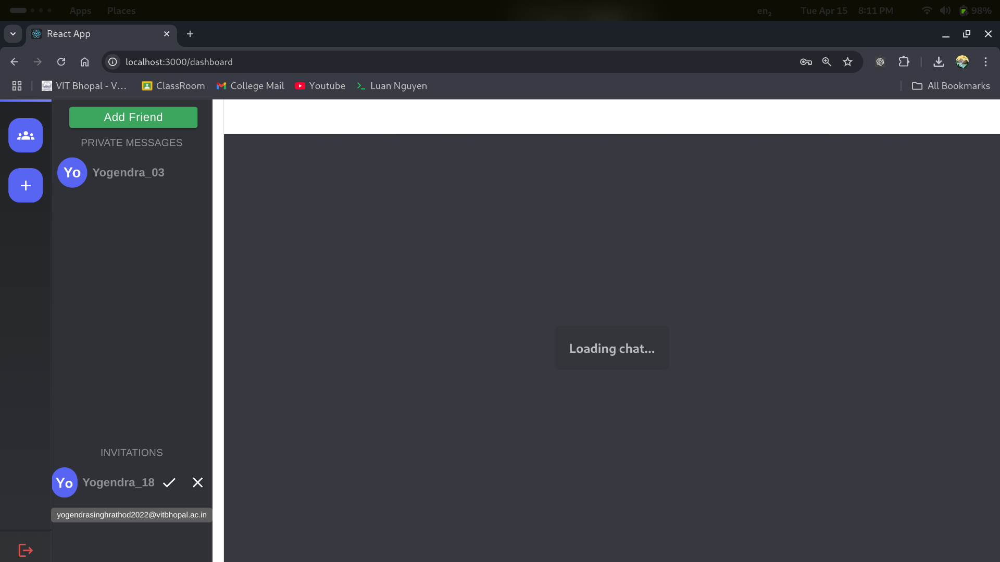 Apps Places en₂ Tue Apr 15 8:11 PM 98%
React App
localhost:3000/dashboard
VIT Bhopal - V... ClassRoom College Mail Youtube Luan Nguyen All Bookmarks
Add Friend
PRIVATE MESSAGES
Yo Yogendra_03
Loading chat...
INVITATIONS
Yo Yogendra_18
yogendrasinghrathod2022@vitbhopal.ac.in